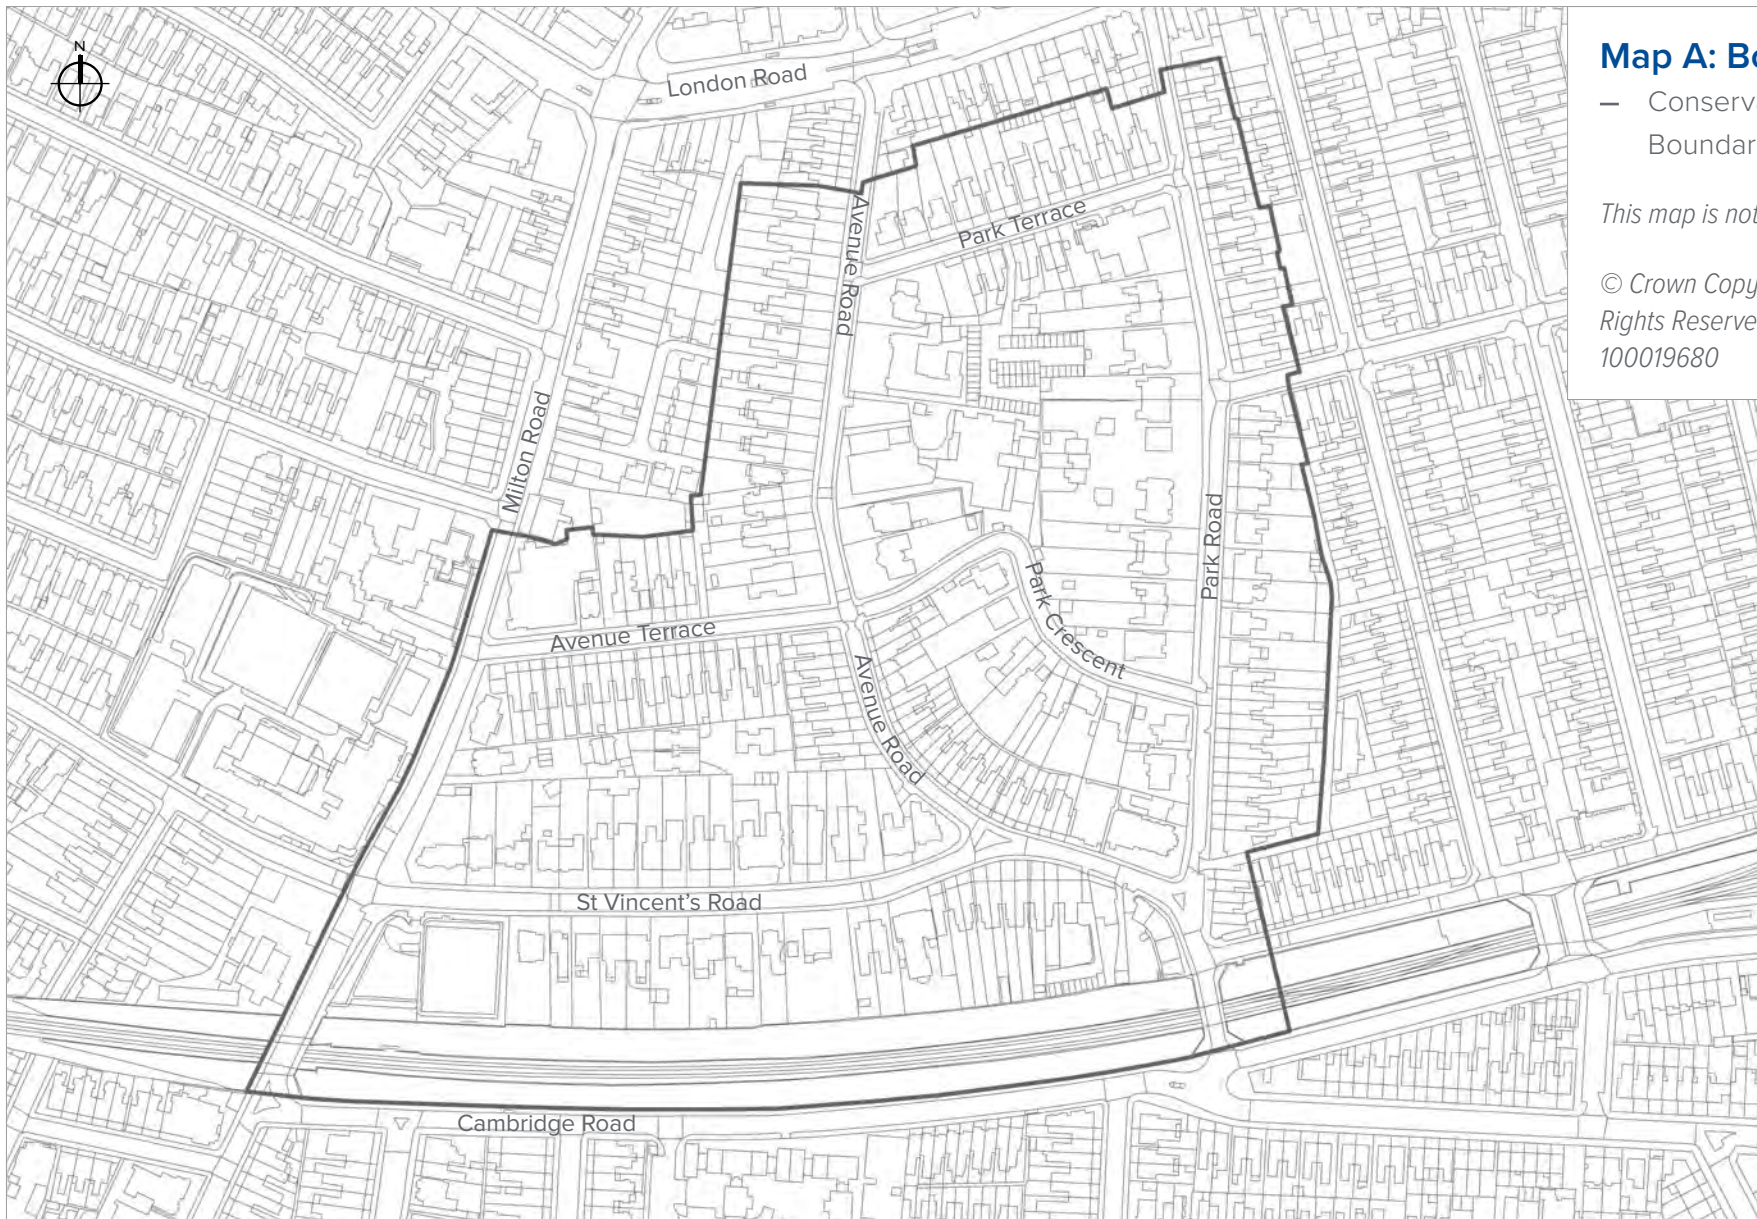 N
London Road
Map A: Bo
Conserv
Boundar
This map is not
© Crown Copy
Rights Reserve
100019680
Avenue Road
Park Terrace
Milton Road
Park Road
Park Crescent
Avenue Terrace
Avenue Road
St Vincent's Road
Cambridge Road